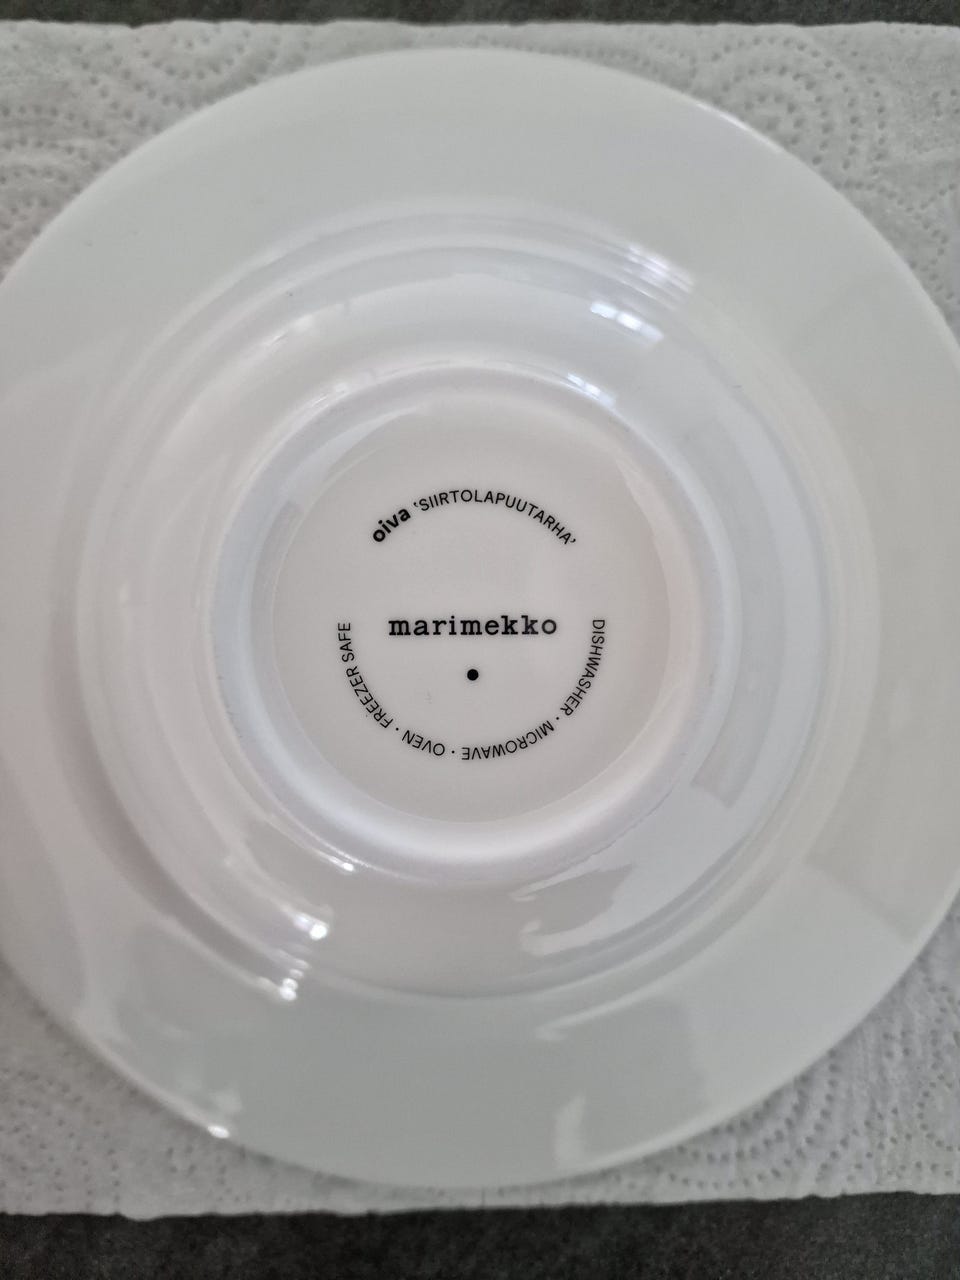 oiva ‘SIIRTOLAPUUTARHA’
marimekko
DISHWASHER · MICROWAVE · OVEN · FREEZER SAFE